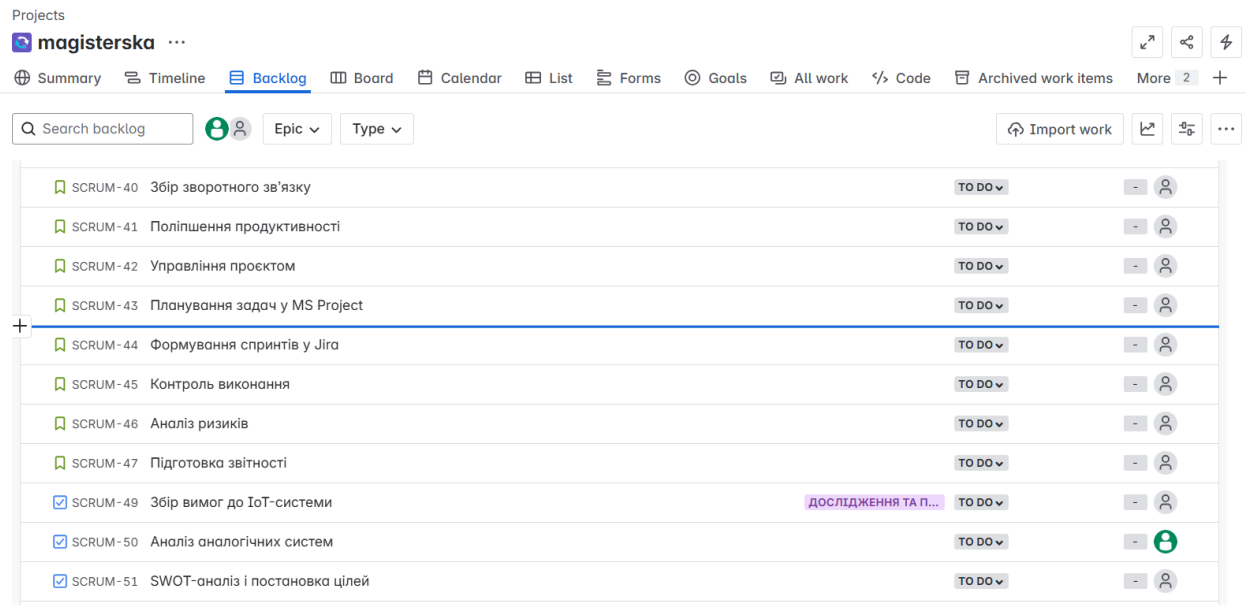 Projects
magisterska
Summary Timeline Backlog Board Calendar List Forms Goals All work Code Archived work items More 2
Search backlog Epic Type Import work
SCRUM-40 Збір зворотного зв’язку TO DO -
SCRUM-41 Поліпшення продуктивності TO DO -
SCRUM-42 Управління проєктом TO DO -
SCRUM-43 Планування задач у MS Project TO DO -
SCRUM-44 Формування спринтів у Jira TO DO -
SCRUM-45 Контроль виконання TO DO -
SCRUM-46 Аналіз ризиків TO DO -
SCRUM-47 Підготовка звітності TO DO -
SCRUM-49 Збір вимог до IoT-системи ДОСЛІДЖЕННЯ ТА П... TO DO -
SCRUM-50 Аналіз аналогічних систем TO DO -
SCRUM-51 SWOT-аналіз і постановка цілей TO DO -